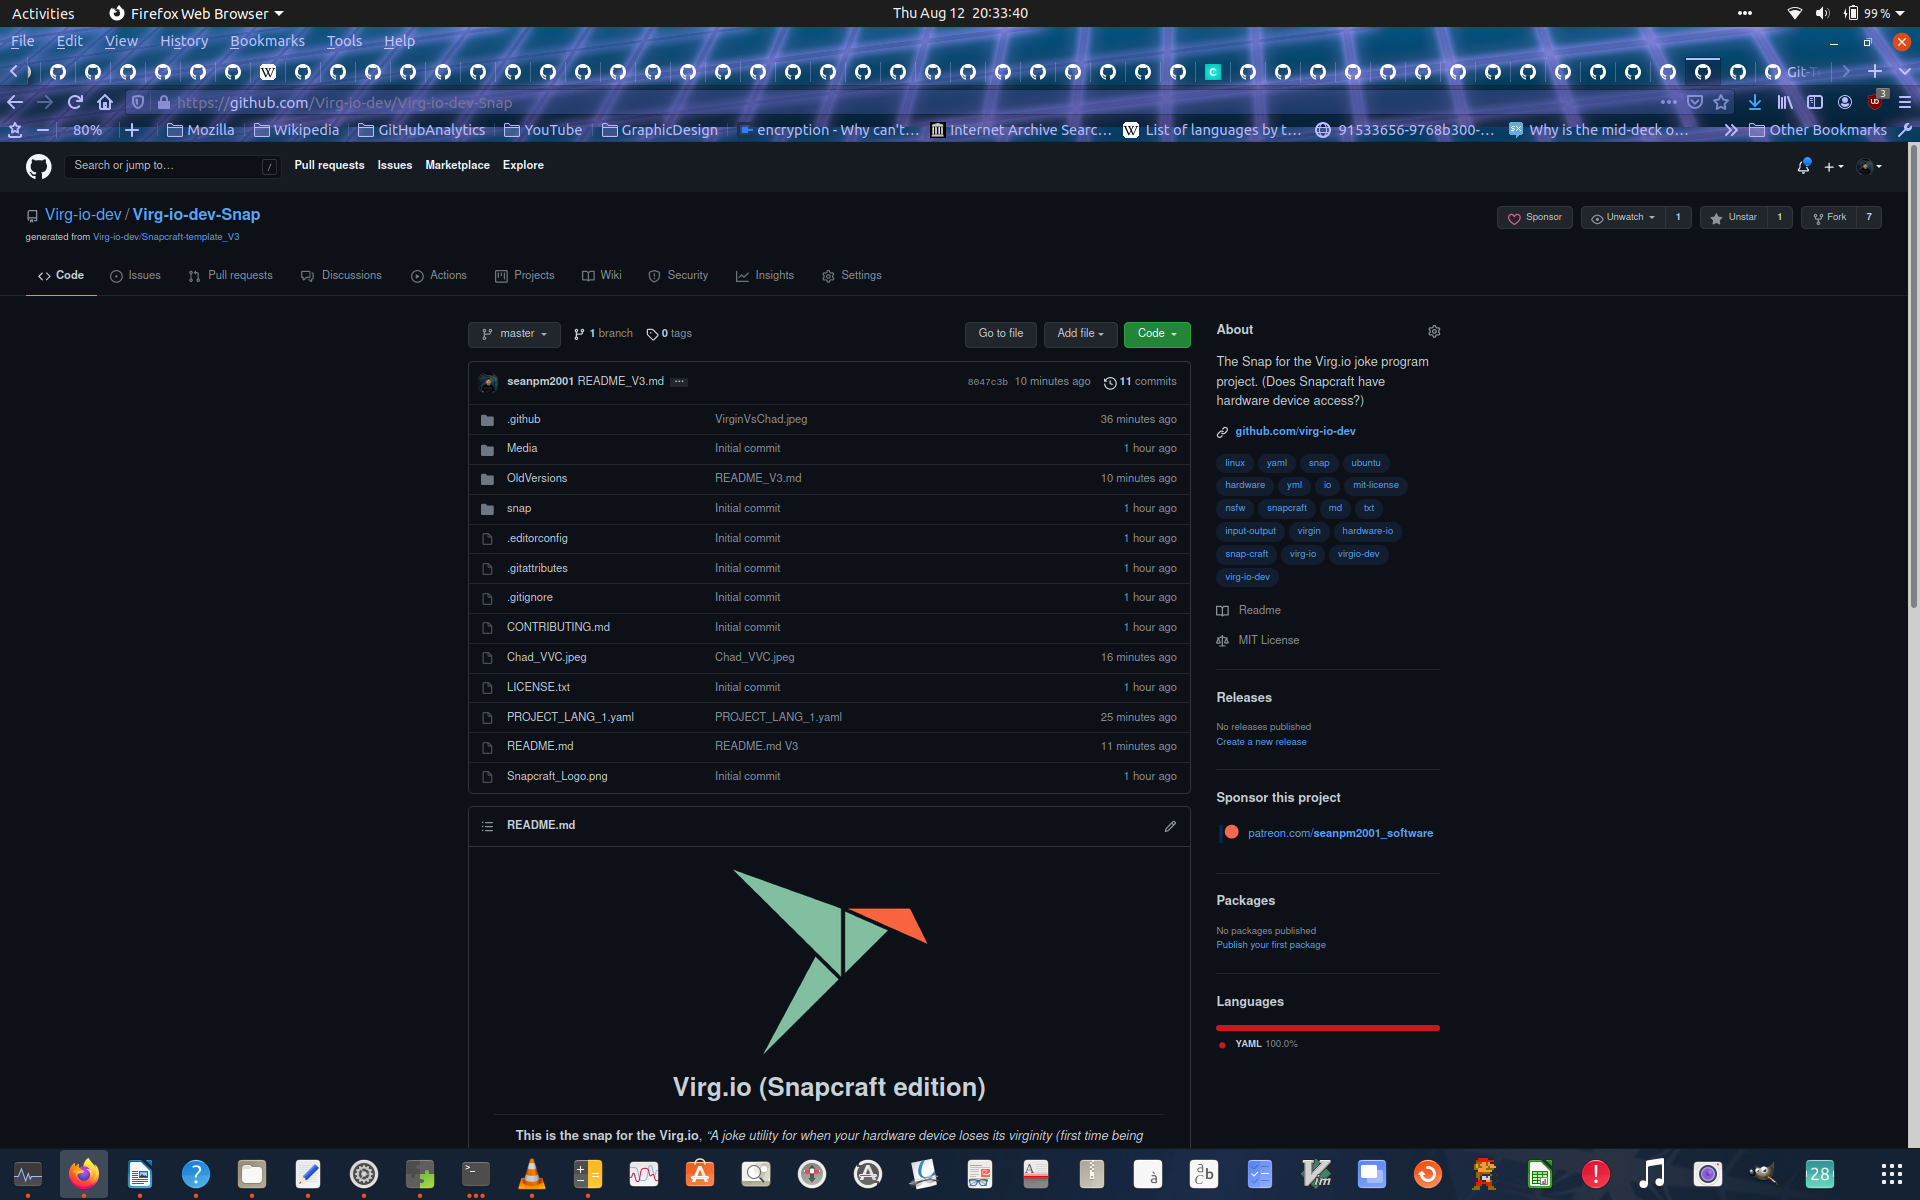 Activities
Firefox Web Browser
Thu Aug 12 20:33:40
99 %
File Edit View History Bookmarks Tools Help
W
C
Git-T
https://github.com/Virg-io-dev/Virg-io-dev-Snap
3
80%
Mozilla
Wikipedia
GitHubAnalytics
YouTube
GraphicDesign
encryption - Why can't…
Internet Archive Searc…
W List of languages by t…
91533656-9768b300-…
Why is the mid-deck o…
Other Bookmarks
Search or jump to… /
Pull requests Issues Marketplace Explore
Virg-io-dev / Virg-io-dev-Snap
generated from Virg-io-dev/Snapcraft-template_V3
Sponsor
Unwatch 1
Unstar 1
Fork 7
Code
Issues
Pull requests
Discussions
Actions
Projects
Wiki
Security
Insights
Settings
master
1 branch
0 tags
Go to file
Add file
Code
seanpm2001 README_V3.md ...
8047c3b 10 minutes ago
11 commits
.github VirginVsChad.jpeg 36 minutes ago
Media Initial commit 1 hour ago
OldVersions README_V3.md 10 minutes ago
snap Initial commit 1 hour ago
.editorconfig Initial commit 1 hour ago
.gitattributes Initial commit 1 hour ago
.gitignore Initial commit 1 hour ago
CONTRIBUTING.md Initial commit 1 hour ago
Chad_VVC.jpeg Chad_VVC.jpeg 16 minutes ago
LICENSE.txt Initial commit 1 hour ago
PROJECT_LANG_1.yaml PROJECT_LANG_1.yaml 25 minutes ago
README.md README.md V3 11 minutes ago
Snapcraft_Logo.png Initial commit 1 hour ago
README.md
Virg.io (Snapcraft edition)
This is the snap for the Virg.io, “A joke utility for when your hardware device loses its virginity (first time being
About
The Snap for the Virg.io joke program
project. (Does Snapcraft have
hardware device access?)
github.com/virg-io-dev
linux yaml snap ubuntu
hardware yml io mit-license
nsfw snapcraft md txt
input-output virgin hardware-io
snap-craft virg-io virgio-dev
virg-io-dev
Readme
MIT License
Releases
No releases published
Create a new release
Sponsor this project
patreon.com/seanpm2001_software
Packages
No packages published
Publish your first package
Languages
YAML 100.0%
28